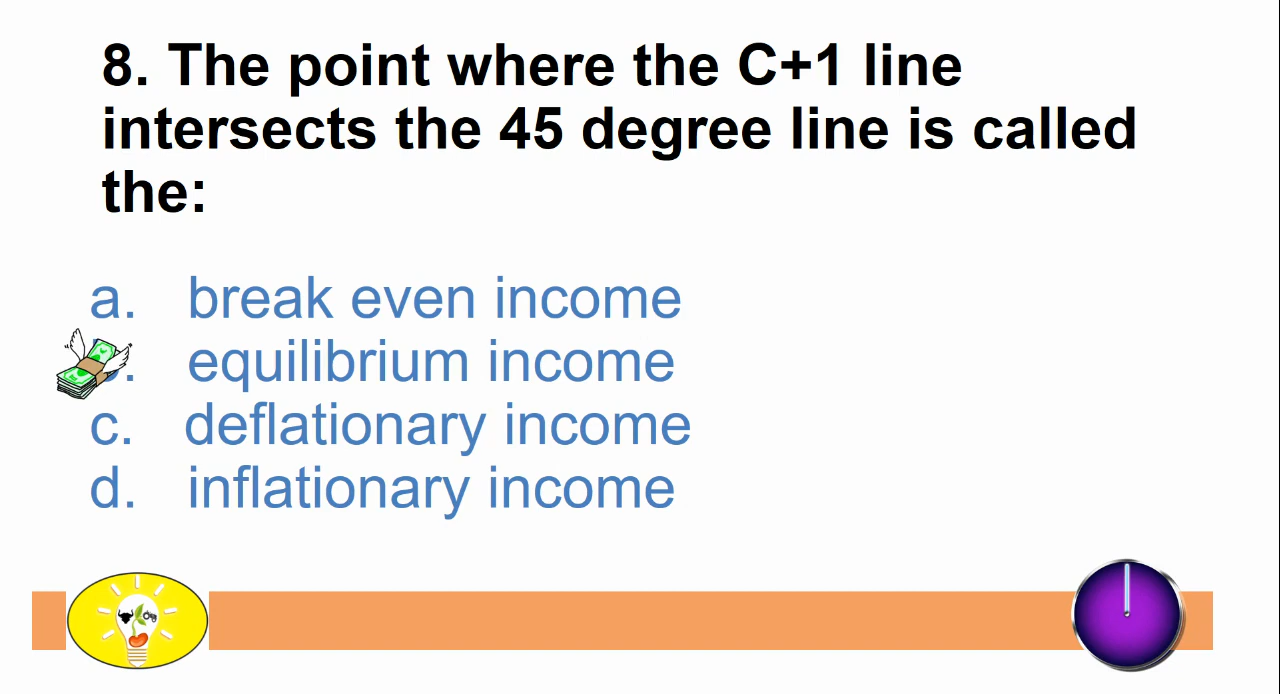 8. The point where the C+1 line
intersects the 45 degree line is called
the:
a. break even income
. equilibrium income
c. deflationary income
d. inflationary income